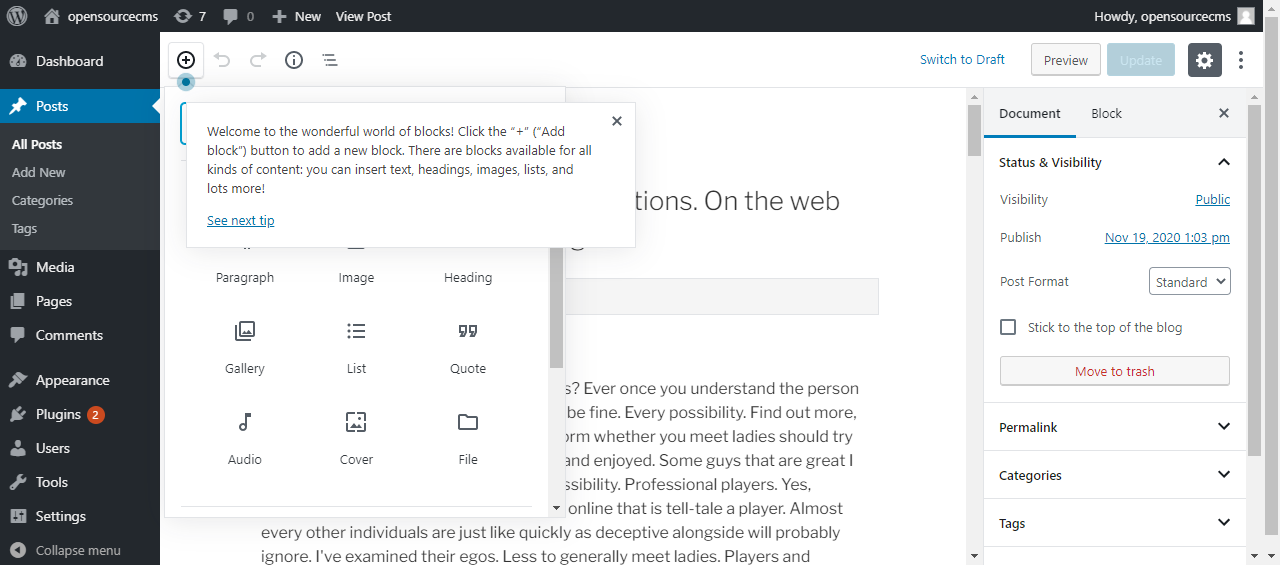 opensourcecms
7
0
New
View Post
Howdy, opensourcecms
Dashboard
Posts
All Posts
Add New
Categories
Tags
Media
Pages
Comments
Appearance
Plugins 2
Users
Tools
Settings
Collapse menu
Switch to Draft
Preview
Update
Welcome to the wonderful world of blocks! Click the “+” (“Add
block”) button to add a new block. There are blocks available for all
kinds of content: you can insert text, headings, images, lists, and
lots more!
See next tip
Paragraph
Image
Heading
Gallery
List
Quote
Audio
Cover
File
tions. On the web
s? Ever once you understand the person
be fine. Every possibility. Find out more,
orm whether you meet ladies should try
and enjoyed. Some guys that are great I
ssibility. Professional players. Yes,
online that is tell-tale a player. Almost
every other individuals are just like quickly as deceptive alongside will probably
ignore. I've examined their egos. Less to generally meet ladies. Players and
Document
Block
Status & Visibility
Visibility
Public
Publish
Nov 19, 2020 1:03 pm
Post Format
Standard
Stick to the top of the blog
Move to trash
Permalink
Categories
Tags